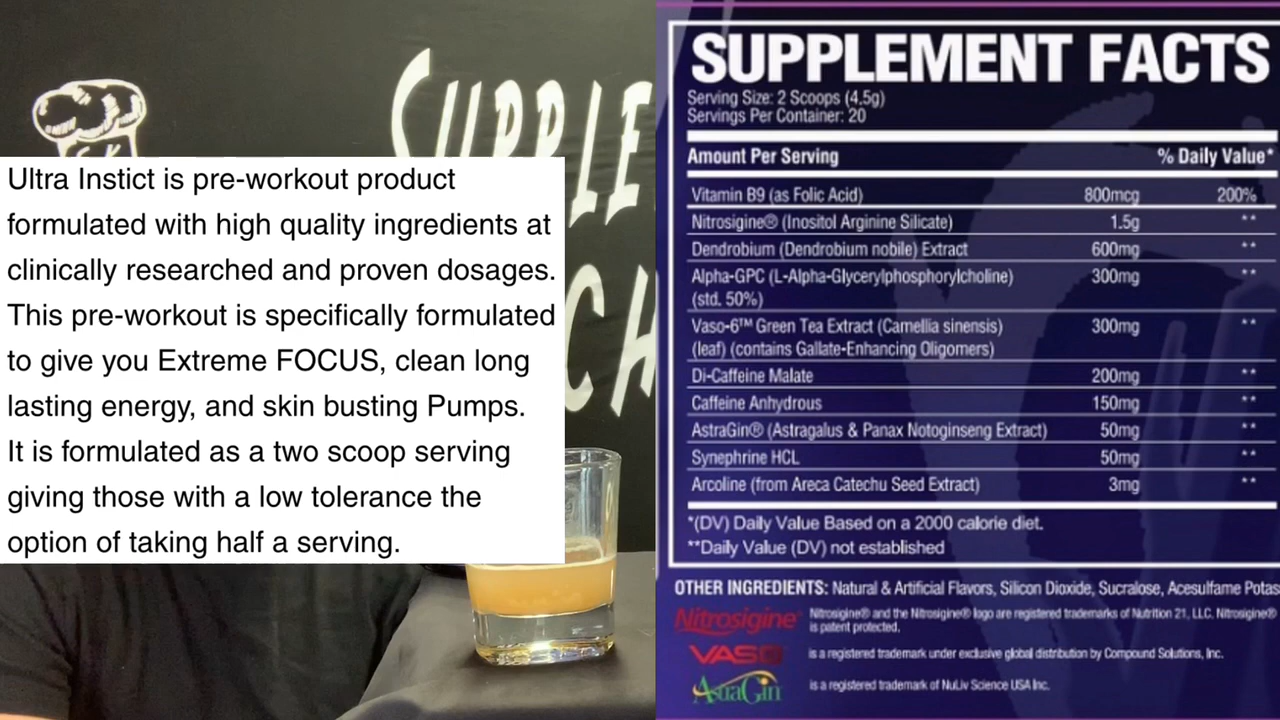 SUPPLE
CH
Ultra Instict is pre-workout product
formulated with high quality ingredients at
clinically researched and proven dosages.
This pre-workout is specifically formulated
to give you Extreme FOCUS, clean long
lasting energy, and skin busting Pumps.
It is formulated as a two scoop serving
giving those with a low tolerance the
option of taking half a serving.
SUPPLEMENT FACTS
Serving Size: 2 Scoops (4.5g)
Servings Per Container: 20
Amount Per Serving % Daily Value*
Vitamin B9 (as Folic Acid) 800mcg 200%
Nitrosigine® (Inositol Arginine Silicate) 1.5g **
Dendrobium (Dendrobium nobile) Extract 600mg **
Alpha-GPC (L-Alpha-Glycerylphosphorylcholine) 300mg **
(std. 50%)
Vaso-6™ Green Tea Extract (Camellia sinensis) 300mg **
(leaf) (contains Gallate-Enhancing Oligomers)
Di-Caffeine Malate 200mg **
Caffeine Anhydrous 150mg **
AstraGin® (Astragalus & Panax Notoginseng Extract) 50mg **
Synephrine HCL 50mg **
Arcoline (from Areca Catechu Seed Extract) 3mg **
*(DV) Daily Value Based on a 2000 calorie diet.
**Daily Value (DV) not established
OTHER INGREDIENTS: Natural & Artificial Flavors, Silicon Dioxide, Sucralose, Acesulfame Potas
Nitrosigine® Nitrosigine® and the Nitrosigine® logo are registered trademarks of Nutrition 21, LLC. Nitrosigine®
is patent protected.
VASO is a registered trademark under exclusive global distribution by Compound Solutions, Inc.
AstraGin is a registered trademark of NuLiv Science USA Inc.